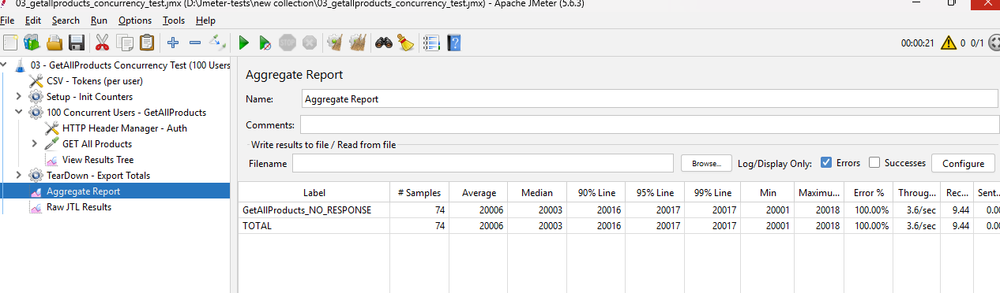 03_getallproducts_concurrency_test.jmx (D:\Jmeter-tests\new collection\03_getallproducts_concurrency_test.jmx) - Apache JMeter (5.6.3)
File Edit Search Run Options Tools Help
00:00:21 0 0/1
03 - GetAllProducts Concurrency Test (100 Users
CSV - Tokens (per user)
Setup - Init Counters
100 Concurrent Users - GetAllProducts
HTTP Header Manager - Auth
GET All Products
View Results Tree
TearDown - Export Totals
Aggregate Report
Raw JTL Results
Aggregate Report
Name: Aggregate Report
Comments:
Write results to file / Read from file
Filename Browse... Log/Display Only: Errors Successes Configure
Label # Samples Average Median 90% Line 95% Line 99% Line Min Maximu... Error % Throug... Rec... Sent...
GetAllProducts_NO_RESPONSE 74 20006 20003 20016 20017 20017 20001 20018 100.00% 3.6/sec 9.44 0.00
TOTAL 74 20006 20003 20016 20017 20017 20001 20018 100.00% 3.6/sec 9.44 0.00